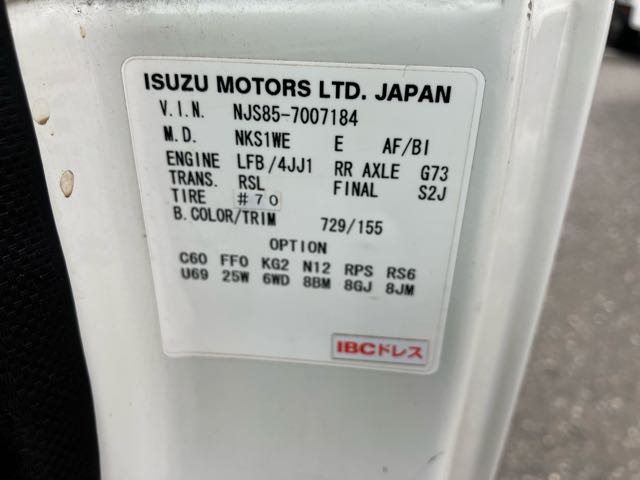 ISUZU MOTORS LTD. JAPAN
V.I.N. NJS85-7007184
M.D. NKS1WE E AF/BI
ENGINE LFB/4JJ1 RR AXLE G73
TRANS. RSL FINAL S2J
TIRE #70
B.COLOR/TRIM 729/155
OPTION
C60 FF0 KG2 N12 RPS RS6
U69 25W 6WD 8BM 8GJ 8JM
IBCドレス